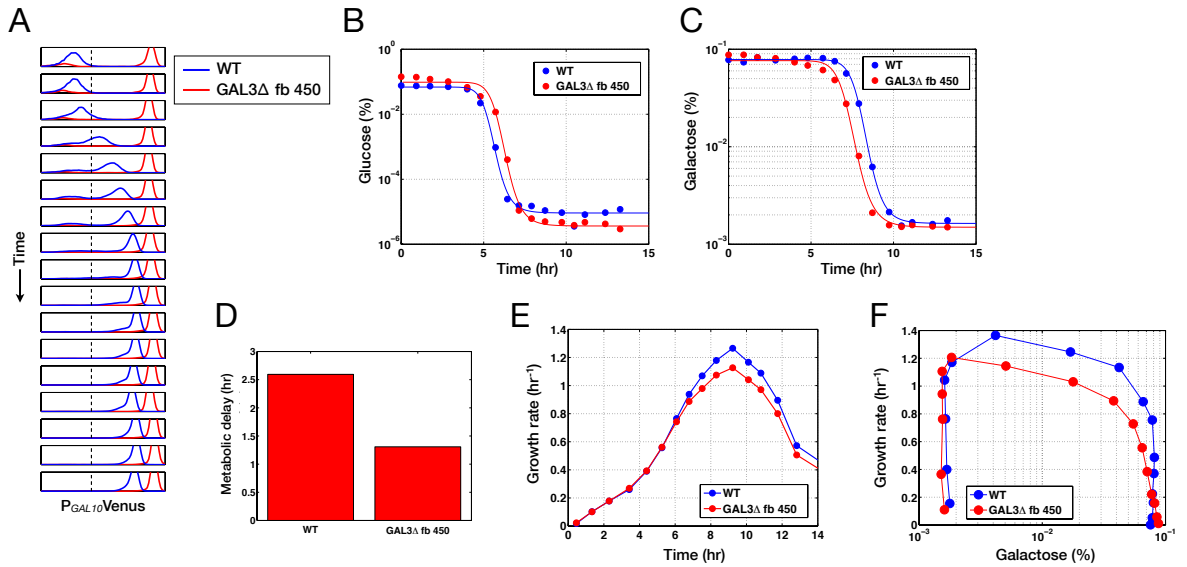 A
WT
GAL3Δ fb 450
Time
PGAL10Venus
B
Glucose (%)
10⁰
10⁻²
10⁻⁴
10⁻⁶
WT
GAL3Δ fb 450
0 5 10 15
Time (hr)
C
Galactose (%)
10⁻¹
10⁻²
10⁻³
WT
GAL3Δ fb 450
0 5 10 15
Time (hr)
D
Metabolic delay (hr)
3
2.5
2
1.5
1
0.5
0
WT GAL3Δ fb 450
E
Growth rate (hr⁻¹)
1.4
1.2
1
0.8
0.6
0.4
0.2
0
WT
GAL3Δ fb 450
0 2 4 6 8 10 12 14
Time (hr)
F
Growth rate (hr⁻¹)
1.4
1.2
1
0.8
0.6
0.4
0.2
0
WT
GAL3Δ fb 450
10⁻³ 10⁻² 10⁻¹
Galactose (%)